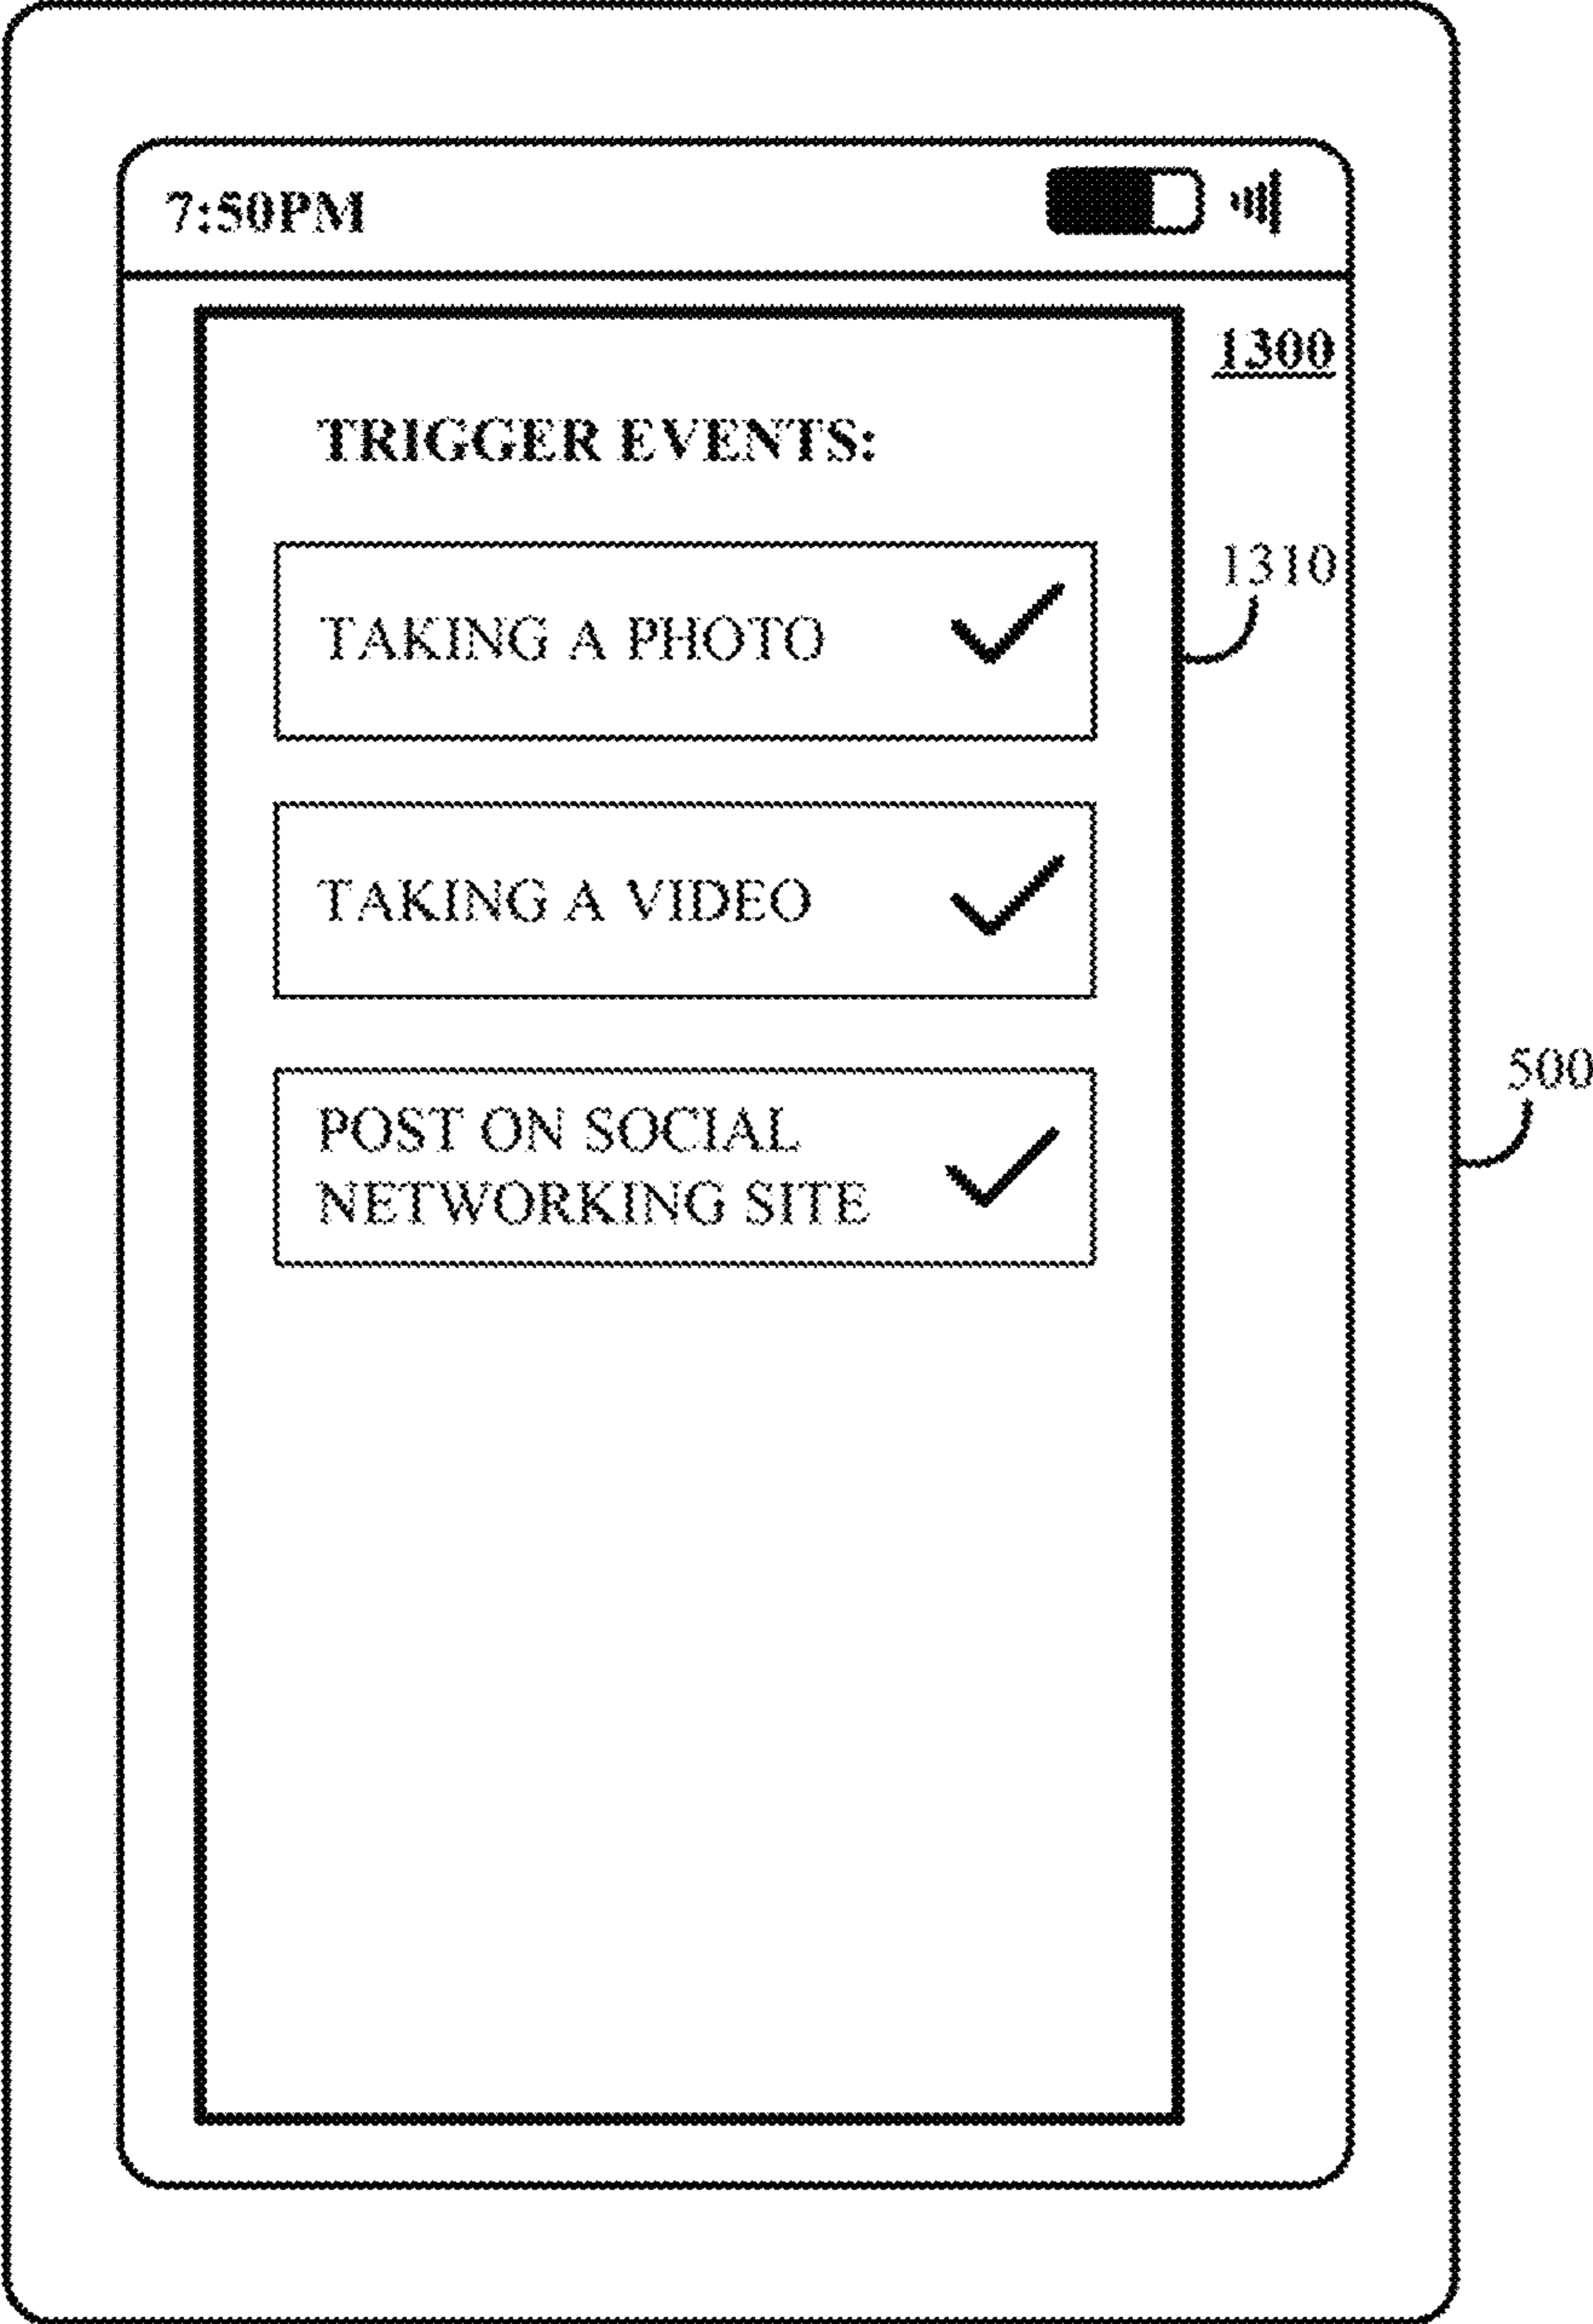 7:50PM
1300
TRIGGER EVENTS:
1310
TAKING A PHOTO
TAKING A VIDEO
500
POST ON SOCIAL
NETWORKING SITE